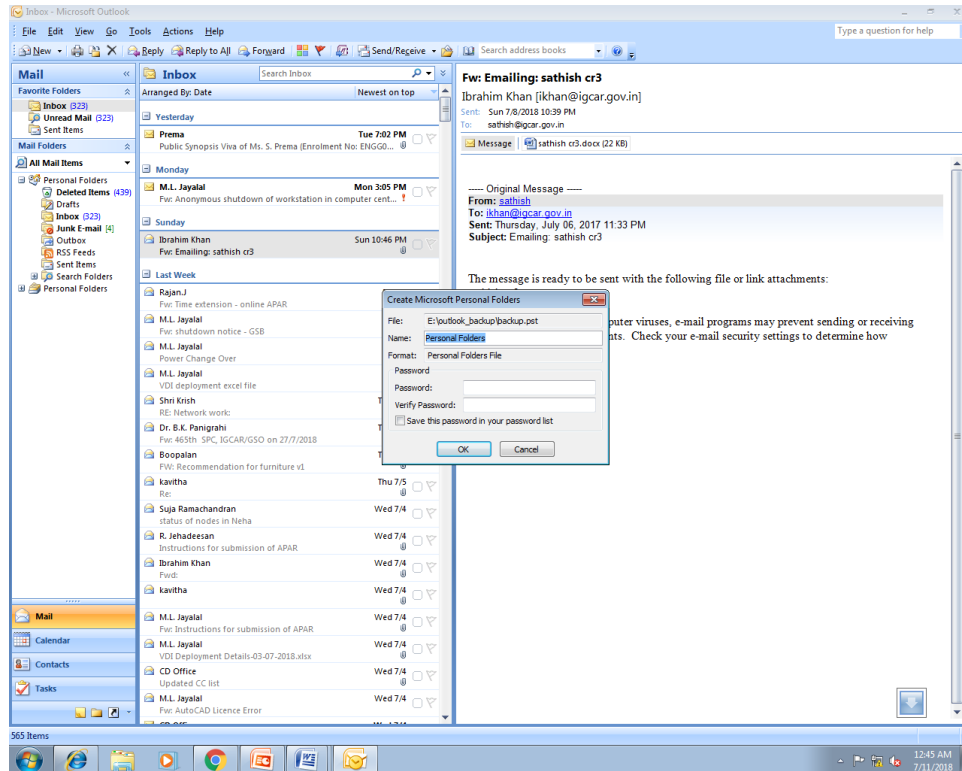 Inbox - Microsoft Outlook
File Edit View Go Tools Actions Help
Type a question for help
New Reply Reply to All Forward Send/Receive Search address books
Mail
Favorite Folders
Inbox (323)
Unread Mail (323)
Sent Items
Mail Folders
All Mail Items
Personal Folders
Deleted Items (439)
Drafts
Inbox (323)
Junk E-mail [4]
Outbox
RSS Feeds
Sent Items
Search Folders
Personal Folders
Mail
Calendar
Contacts
Tasks
Inbox
Search Inbox
Arranged By: Date Newest on top
Yesterday
Prema Tue 7:02 PM
Public Synopsis Viva of Ms. S. Prema (Enrolment No: ENGG0...
Monday
M.L. Jayalal Mon 3:05 PM
Fw: Anonymous shutdown of workstation in computer cent...
Sunday
Ibrahim Khan Sun 10:46 PM
Fw: Emailing: sathish cr3
Last Week
Rajan.J
Fw: Time extension - online APAR
M.L. Jayalal
Fw: shutdown notice - GSB
M.L. Jayalal
Power Change Over
M.L. Jayalal
VDI deployment excel file
Shri Krish
RE: Network work:
Dr. B.K. Panigrahi
Fw: 465th SPC, IGCAR/GSO on 27/7/2018
Boopalan
FW: Recommendation for furniture v1
kavitha Thu 7/5
Re:
Suja Ramachandran Wed 7/4
status of nodes in Neha
R. Jehadeesan Wed 7/4
Instructions for submission of APAR
Ibrahim Khan Wed 7/4
Fwd:
kavitha Wed 7/4
M.L. Jayalal Wed 7/4
Fw: Instructions for submission of APAR
M.L. Jayalal Wed 7/4
VDI Deployment Details-03-07-2018.xlsx
CD Office Wed 7/4
Updated CC list
M.L. Jayalal Wed 7/4
Fw: AutoCAD Licence Error
Fw: Emailing: sathish cr3
Ibrahim Khan [ikhan@igcar.gov.in]
Sent: Sun 7/8/2018 10:39 PM
To: sathish@igcar.gov.in
Message sathish cr3.docx (22 KB)
----- Original Message -----
From: sathish
To: ikhan@igcar.gov.in
Sent: Thursday, July 06, 2017 11:33 PM
Subject: Emailing: sathish cr3
The message is ready to be sent with the following file or link attachments:
puter viruses, e-mail programs may prevent sending or receiving
nts. Check your e-mail security settings to determine how
Create Microsoft Personal Folders
File: E:\outlook_backup\backup.pst
Name: Personal Folders
Format: Personal Folders File
Password
Password:
Verify Password:
Save this password in your password list
OK Cancel
565 Items
12:45 AM
7/11/2018